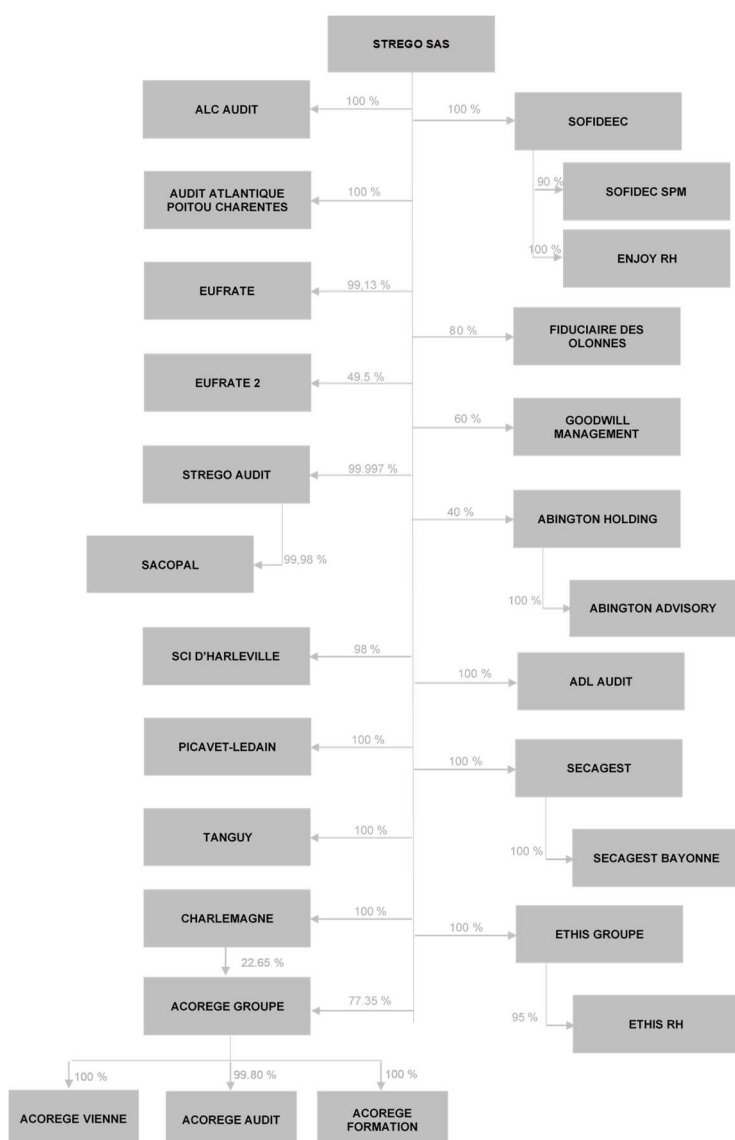 STREGO SAS
ALC AUDIT
100 %
100 %
SOFIDEEC
AUDIT ATLANTIQUE
POITOU CHARENTES
100 %
90 %
SOFIDEC SPM
100 %
ENJOY RH
EUFRATE
99,13 %
80 %
FIDUCIAIRE DES
OLONNES
EUFRATE 2
49.5 %
60 %
GOODWILL
MANAGEMENT
STREGO AUDIT
99.997 %
40 %
ABINGTON HOLDING
SACOPAL
99,98 %
100 %
ABINGTON ADVISORY
SCI D'HARLEVILLE
98 %
100 %
ADL AUDIT
PICAVET-LEDAIN
100 %
100 %
SECAGEST
TANGUY
100 %
100 %
SECAGEST BAYONNE
CHARLEMAGNE
100 %
100 %
ETHIS GROUPE
22.65 %
ACOREGE GROUPE
77.35 %
95 %
ETHIS RH
100 %
99.80 %
100 %
ACOREGE VIENNE
ACOREGE AUDIT
ACOREGE
FORMATION